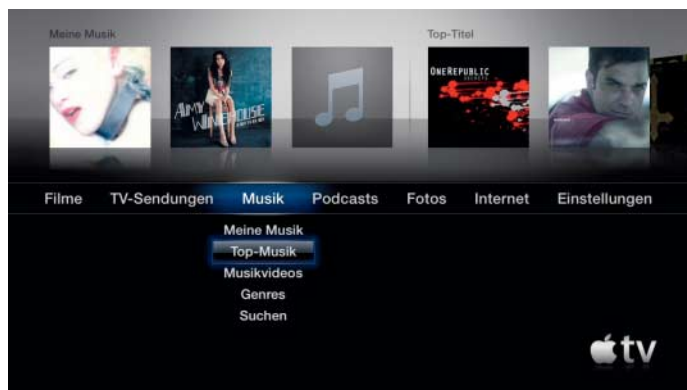 Meine Musik
Top-Titel
AMY
WINEHOUSE
ONEREPUBLIC
SECRETS
Filme TV-Sendungen Musik Podcasts Fotos Internet Einstellungen
Meine Musik
Top-Musik
Musikvideos
Genres
Suchen
tv